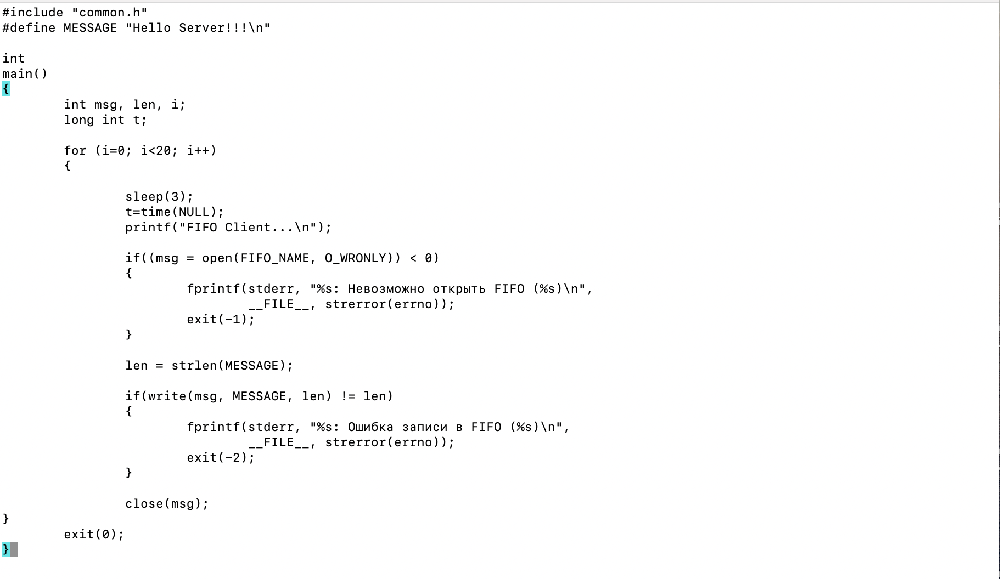 #include "common.h"
#define MESSAGE "Hello Server!!!\n"
int
main()
{
int msg, len, i;
long int t;
for (i=0; i<20; i++)
{
sleep(3);
t=time(NULL);
printf("FIFO Client...\n");
if((msg = open(FIFO_NAME, O_WRONLY)) < 0)
{
fprintf(stderr, "%s: Невозможно открыть FIFO (%s)\n",
__FILE__, strerror(errno));
exit(-1);
}
len = strlen(MESSAGE);
if(write(msg, MESSAGE, len) != len)
{
fprintf(stderr, "%s: Ошибка записи в FIFO (%s)\n",
__FILE__, strerror(errno));
exit(-2);
}
close(msg);
}
exit(0);
}